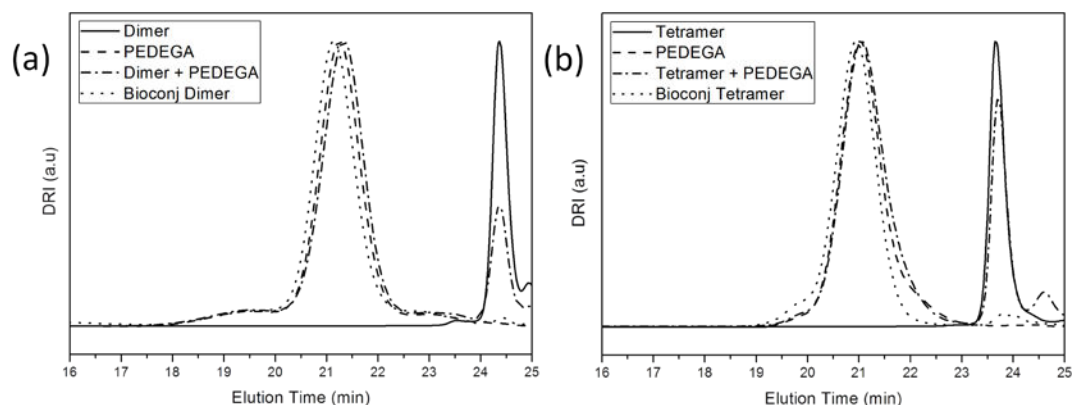 (a)
Dimer
PEDEGA
Dimer + PEDEGA
Bioconj Dimer
DRI (a.u)
16 17 18 19 20 21 22 23 24 25
Elution Time (min)
(b)
Tetramer
PEDEGA
Tetramer + PEDEGA
Bioconj Tetramer
DRI (a.u)
16 17 18 19 20 21 22 23 24 25
Elution Time (min)